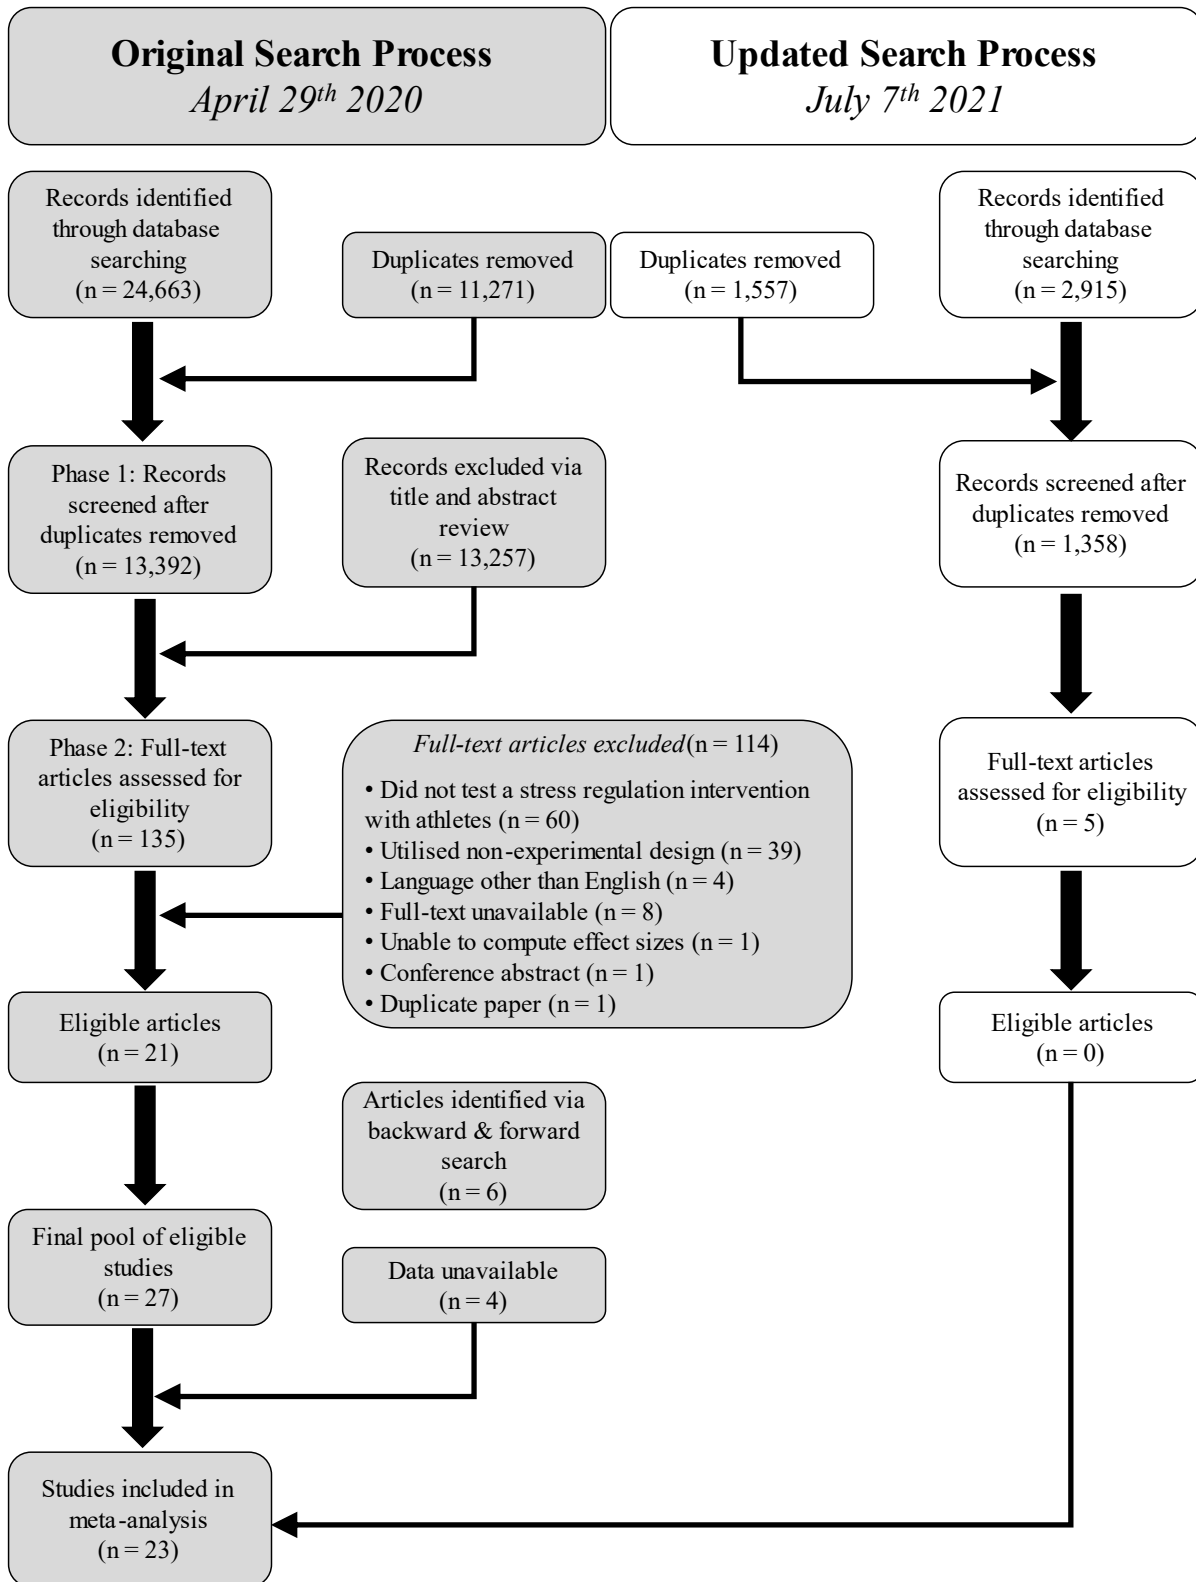 Original Search Process
April 29th 2020
Updated Search Process
July 7th 2021
Records identified
through database
searching
(n = 24,663)
Duplicates removed
(n = 11,271)
Duplicates removed
(n = 1,557)
Records identified
through database
searching
(n = 2,915)
Phase 1: Records
screened after
duplicates removed
(n = 13,392)
Records excluded via
title and abstract
review
(n = 13,257)
Records screened after
duplicates removed
(n = 1,358)
Phase 2: Full-text
articles assessed for
eligibility
(n = 135)
Full-text articles excluded (n = 114)
• Did not test a stress regulation intervention
with athletes (n = 60)
• Utilised non-experimental design (n = 39)
• Language other than English (n = 4)
• Full-text unavailable (n = 8)
• Unable to compute effect sizes (n = 1)
• Conference abstract (n = 1)
• Duplicate paper (n = 1)
Full-text articles
assessed for eligibility
(n = 5)
Eligible articles
(n = 21)
Eligible articles
(n = 0)
Articles identified via
backward & forward
search
(n = 6)
Final pool of eligible
studies
(n = 27)
Data unavailable
(n = 4)
Studies included in
meta-analysis
(n = 23)